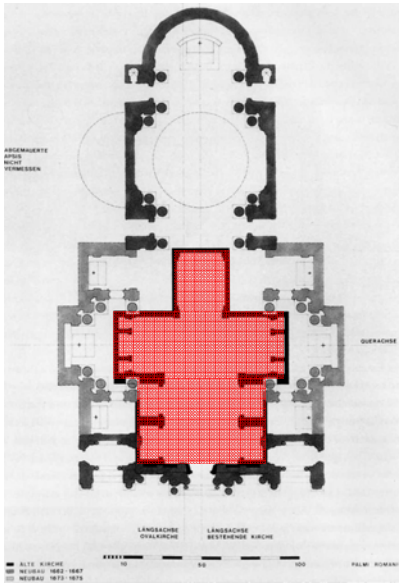 ABGEMAUERTE
APSIS
NICHT
VERMESSEN
QUERACHSE
LÄNGSACHSE
OVALKIRCHE
LÄNGSACHSE
BESTEHENDE KIRCHE
10
50
100
ALTE KIRCHE
NEUBAU 1662-1667
NEUBAU 1673-1675
PALMI ROMANI